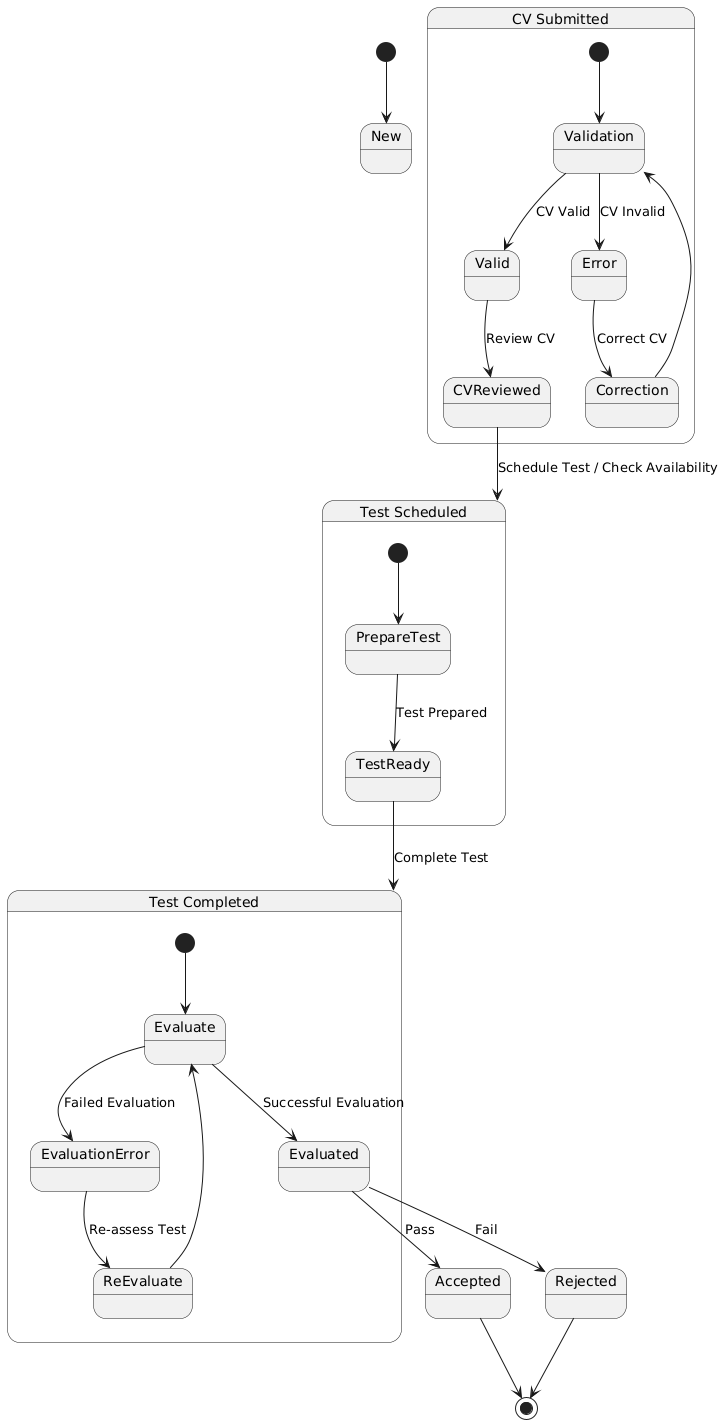 CV Submitted
New
Validation
CV Valid
CV Invalid
Valid
Error
Review CV
Correct CV
CVReviewed
Correction
Schedule Test / Check Availability
Test Scheduled
PrepareTest
Test Prepared
TestReady
Complete Test
Test Completed
Evaluate
Failed Evaluation
Successful Evaluation
EvaluationError
Evaluated
Re-assess Test
Pass
Fail
ReEvaluate
Accepted
Rejected